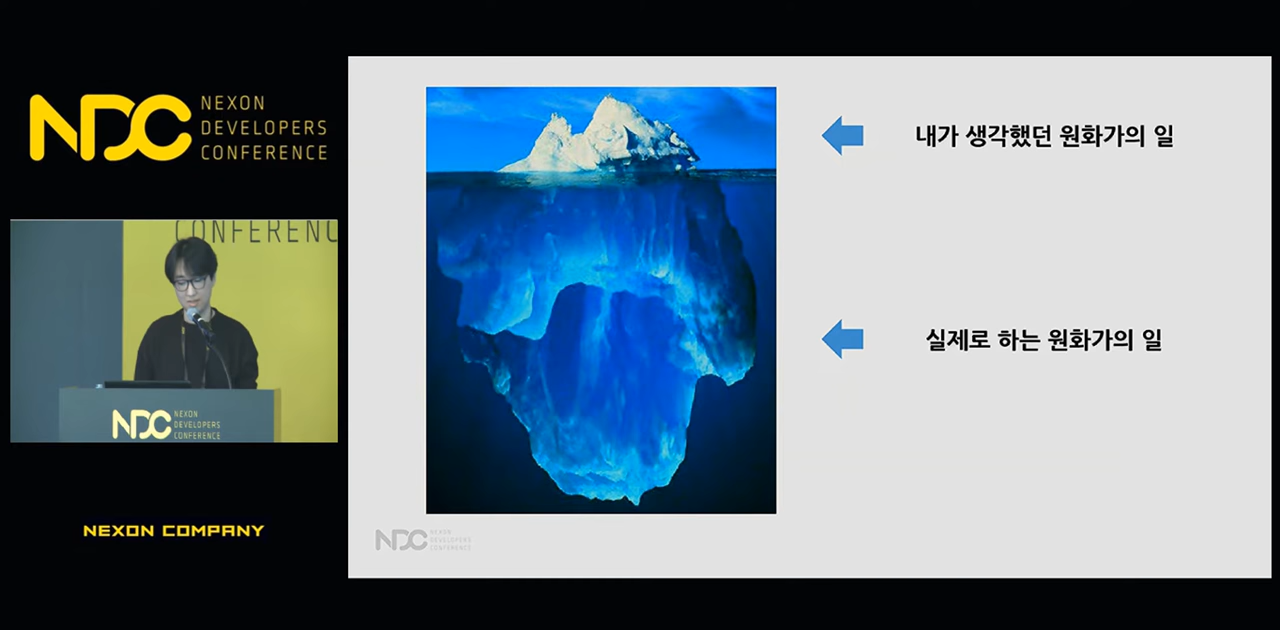 NDC
NEXON
DEVELOPERS
CONFERENCE
CONFERENC
NDC
NEXON
DEVELOPERS
CONFERENCE
NEXON COMPANY
내가 생각했던 원화가의 일
실제로 하는 원화가의 일
NDC
NEXON
DEVELOPERS
CONFERENCE